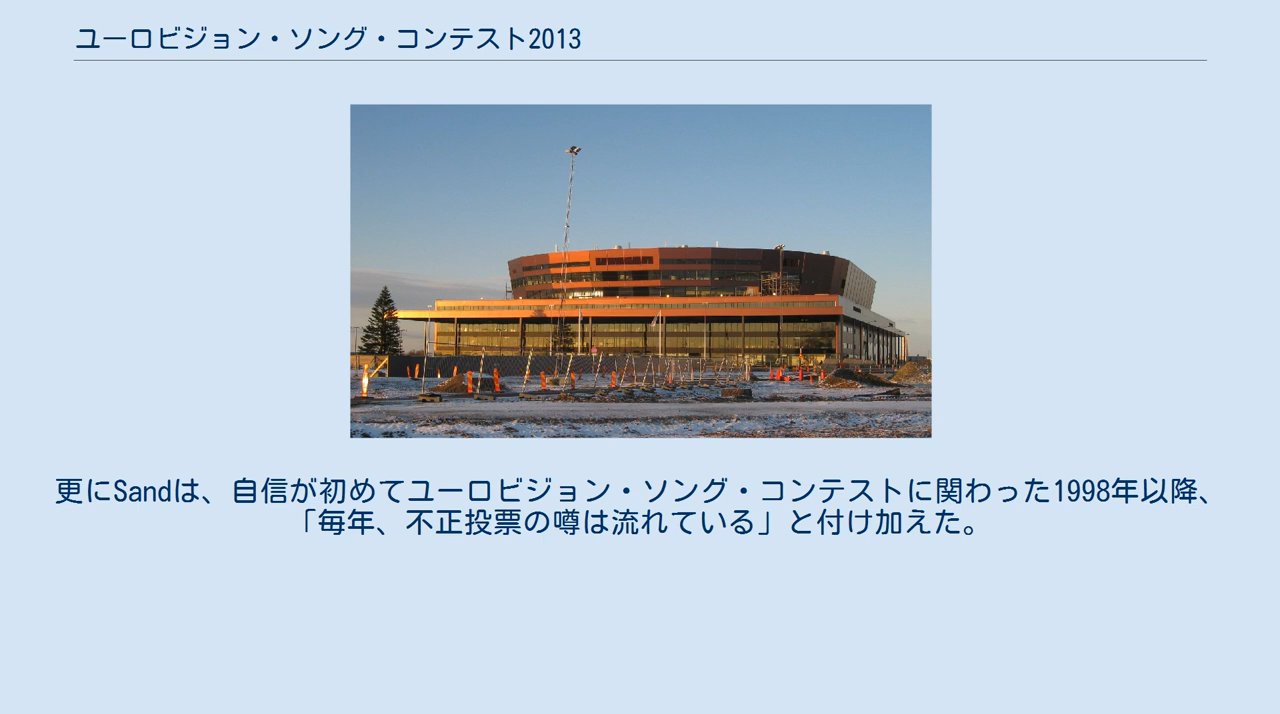 ユーロビジョン・ソング・コンテスト2013
更にSandは、自信が初めてユーロビジョン・ソング・コンテストに関わった1998年以降、
「毎年、不正投票の噂は流れている」と付け加えた。